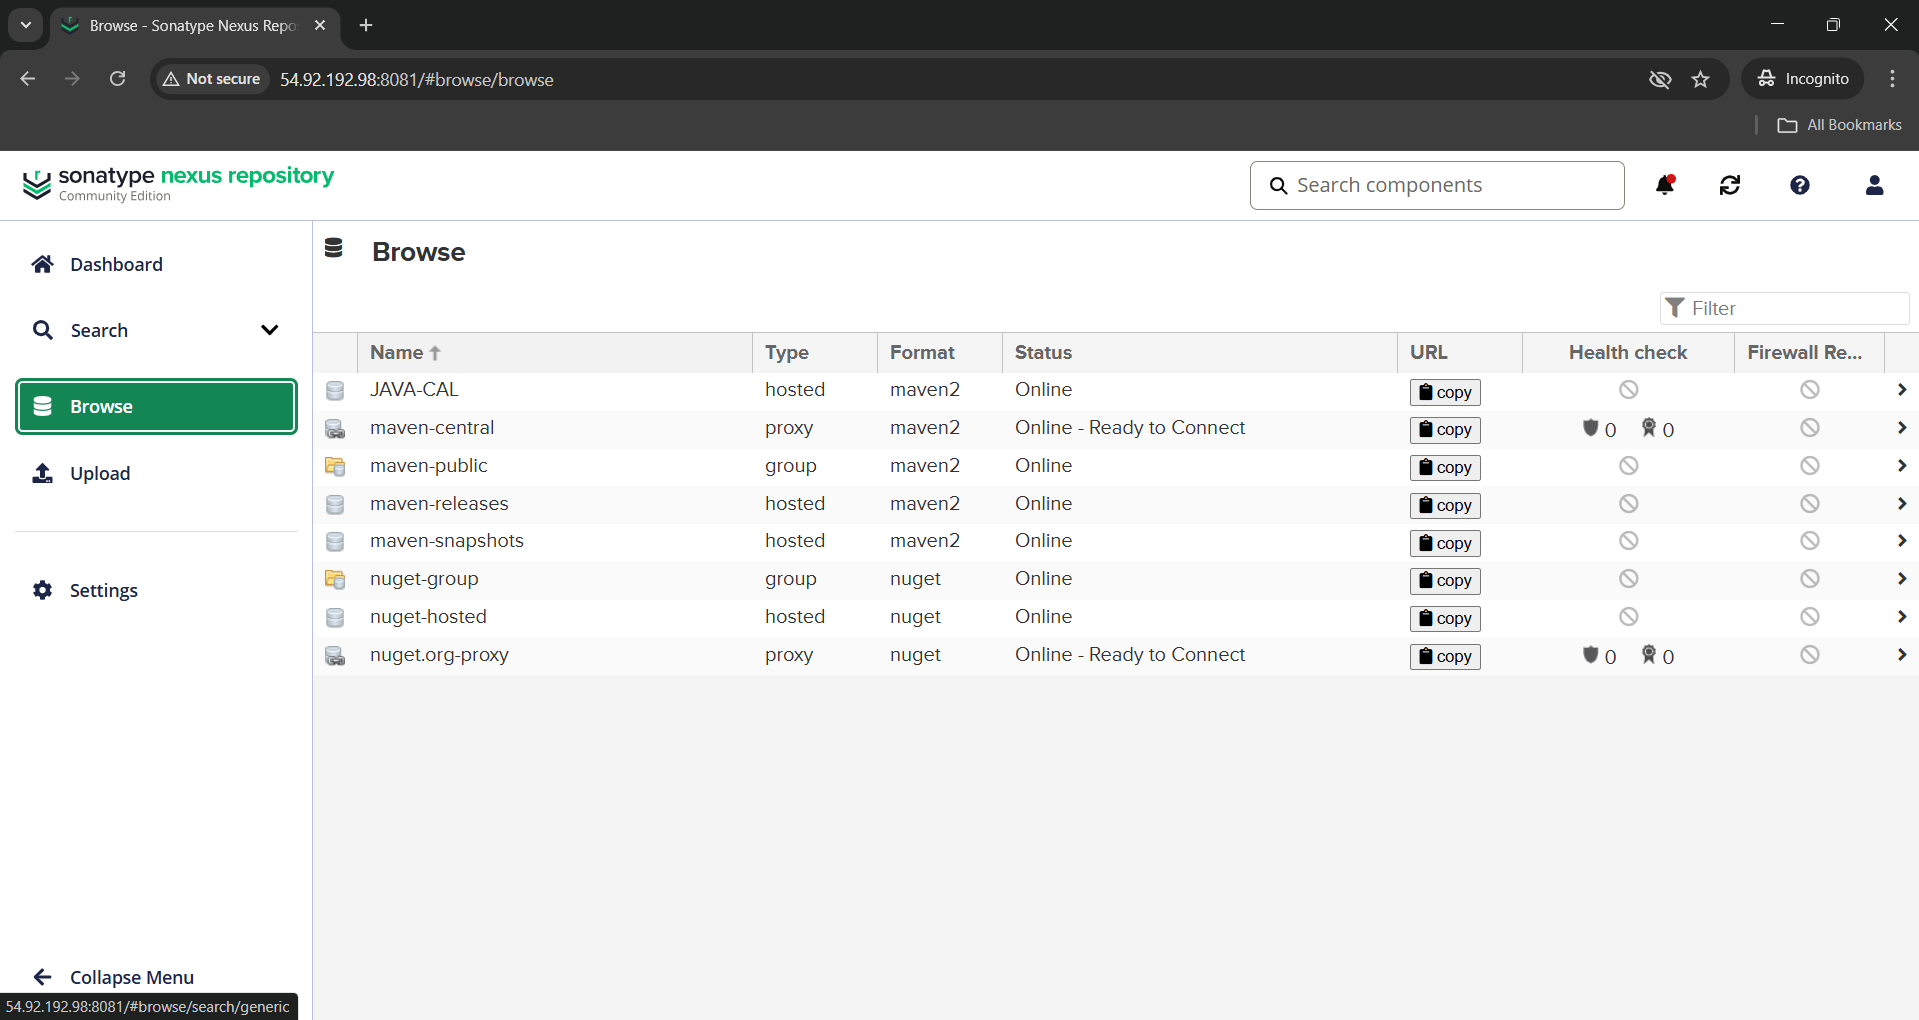 Browse - Sonatype Nexus Repo
Not secure 54.92.192.98:8081/#browse/browse Incognito
All Bookmarks
sonatype nexus repository
Community Edition
Search components
Dashboard
Search
Browse
Upload
Settings
Collapse Menu
Browse
Filter
Name Type Format Status URL Health check Firewall Re...
JAVA-CAL hosted maven2 Online copy
maven-central proxy maven2 Online - Ready to Connect copy 0 0
maven-public group maven2 Online copy
maven-releases hosted maven2 Online copy
maven-snapshots hosted maven2 Online copy
nuget-group group nuget Online copy
nuget-hosted hosted nuget Online copy
nuget.org-proxy proxy nuget Online - Ready to Connect copy 0 0
54.92.192.98:8081/#browse/search/generic